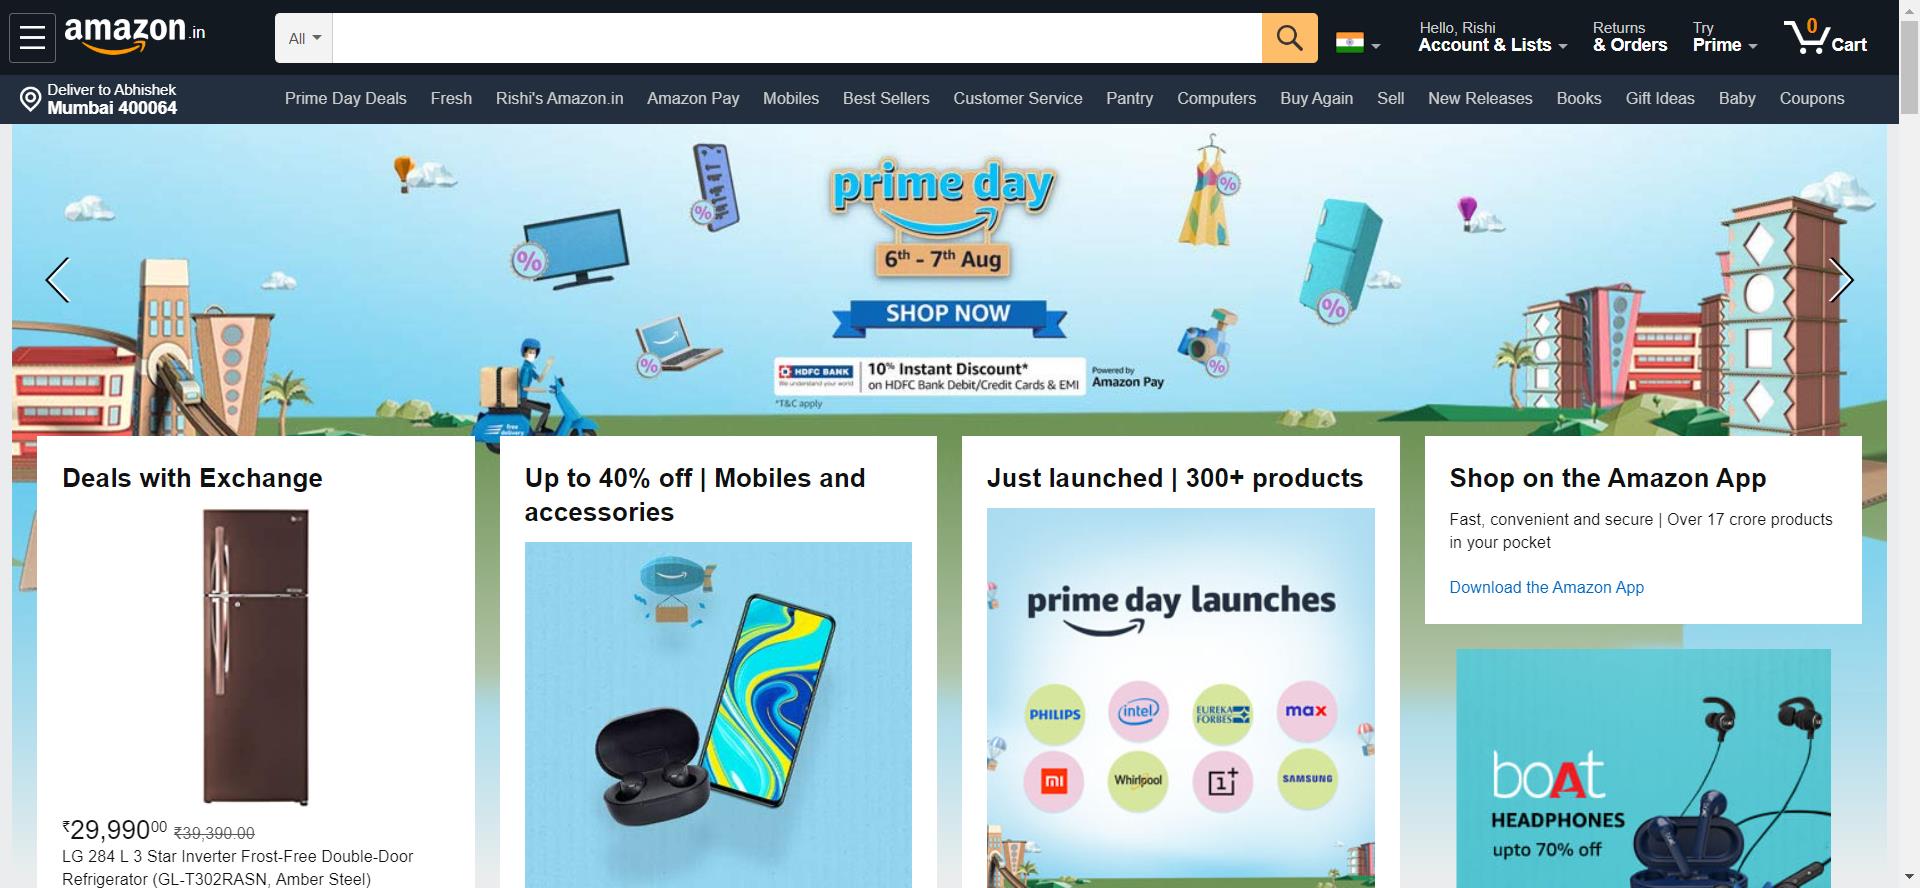 amazon.in
All
Hello, Rishi
Account & Lists
Returns
& Orders
Try
Prime
0
Cart
Deliver to Abhishek
Mumbai 400064
Prime Day Deals
Fresh
Rishi's Amazon.in
Amazon Pay
Mobiles
Best Sellers
Customer Service
Pantry
Computers
Buy Again
Sell
New Releases
Books
Gift Ideas
Baby
Coupons
prime day
6th - 7th Aug
SHOP NOW
HDFC BANK
We understand your world
10% Instant Discount*
on HDFC Bank Debit/Credit Cards & EMI
Powered by
Amazon Pay
*T&C apply
%
%
%
%
%
%
free
delivery
Deals with Exchange
₹29,99000 ₹39,390.00
LG 284 L 3 Star Inverter Frost-Free Double-Door
Refrigerator (GL-T302RASN, Amber Steel)
Up to 40% off | Mobiles and
accessories
Just launched | 300+ products
prime day launches
PHILIPS
intel
EUREKA
FORBES
max
mi
Whirlpool
1+
SAMSUNG
Shop on the Amazon App
Fast, convenient and secure | Over 17 crore products
in your pocket
Download the Amazon App
boAt
HEADPHONES
upto 70% off